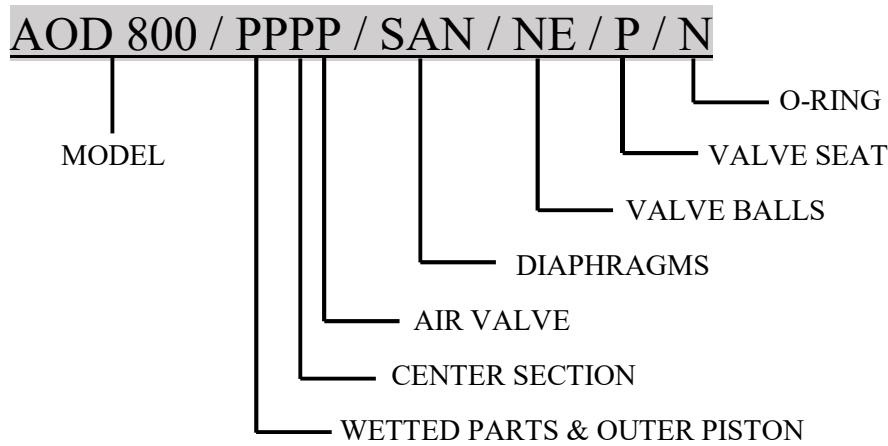 AOD 800 / PPPP / SAN / NE / P / N
O-RING
MODEL
VALVE SEAT
VALVE BALLS
DIAPHRAGMS
AIR VALVE
CENTER SECTION
WETTED PARTS & OUTER PISTON